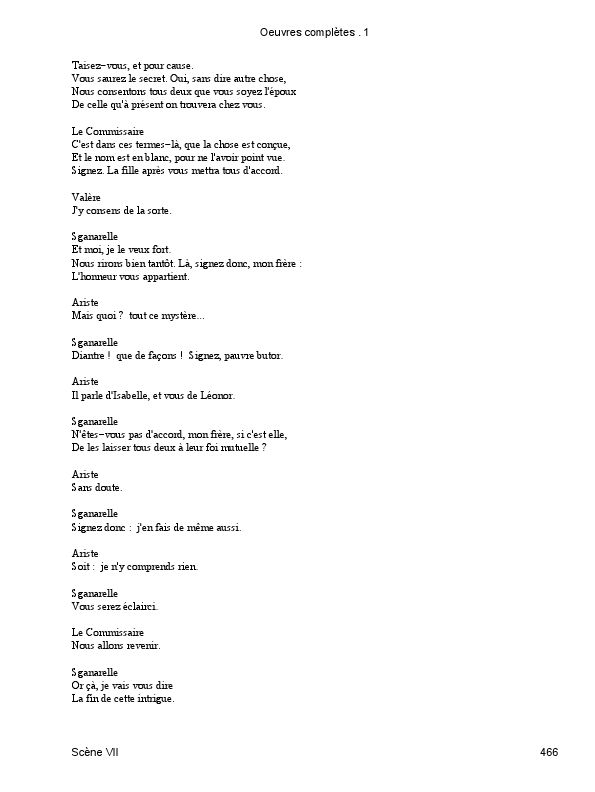 Oeuvres complètes . 1
Taisez−vous, et pour cause.
Vous saurez le secret. Oui, sans dire autre chose,
Nous consentons tous deux que vous soyez l'époux
De celle qu'à présent on trouvera chez vous.
Le Commissaire
C'est dans ces termes−là, que la chose est conçue,
Et le nom est en blanc, pour ne l'avoir point vue.
Signez. La fille après vous mettra tous d'accord.
Valère
J'y consens de la sorte.
Sganarelle
Et moi, je le veux fort.
Nous rirons bien tantôt. Là, signez donc, mon frère :
L'honneur vous appartient.
Ariste
Mais quoi ?  tout ce mystère...
Sganarelle
Diantre !  que de façons !  Signez, pauvre butor.
Ariste
Il parle d'Isabelle, et vous de Léonor.
Sganarelle
N'êtes−vous pas d'accord, mon frère, si c'est elle,
De les laisser tous deux à leur foi mutuelle ?
Ariste
Sans doute.
Sganarelle
Signez donc :  j'en fais de même aussi.
Ariste
Soit :  je n'y comprends rien.
Sganarelle
Vous serez éclairci.
Le Commissaire
Nous allons revenir.
Sganarelle
Or çà, je vais vous dire
La fin de cette intrigue.
Scène VII
466